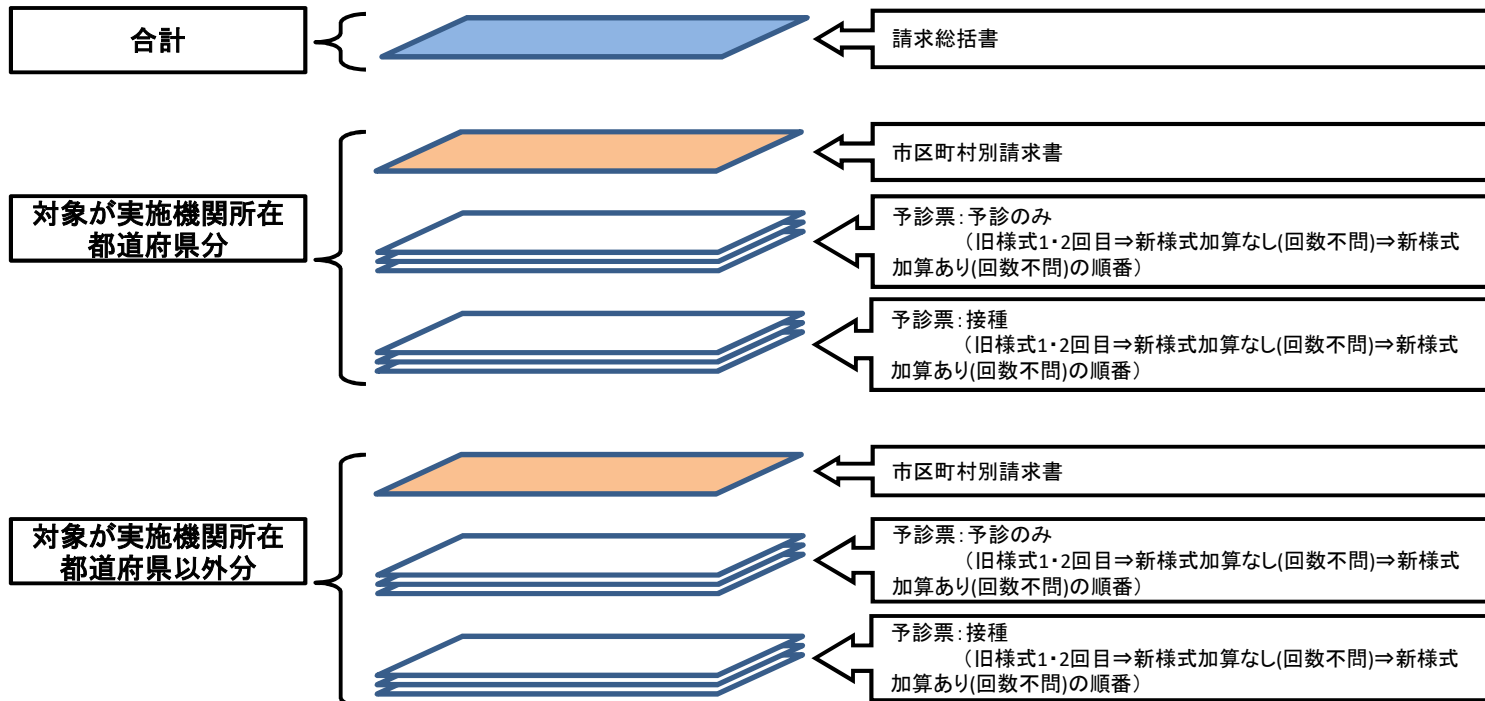 合計
請求総括書
市区町村別請求書
対象が実施機関所在
都道府県分
予診票：予診のみ
（旧様式1・2回目⇒新様式加算なし(回数不問)⇒新様式
加算あり(回数不問)の順番）
予診票：接種
（旧様式1・2回目⇒新様式加算なし(回数不問)⇒新様式
加算あり(回数不問)の順番）
市区町村別請求書
対象が実施機関所在
都道府県以外分
予診票：予診のみ
（旧様式1・2回目⇒新様式加算なし(回数不問)⇒新様式
加算あり(回数不問)の順番）
予診票：接種
（旧様式1・2回目⇒新様式加算なし(回数不問)⇒新様式
加算あり(回数不問)の順番）